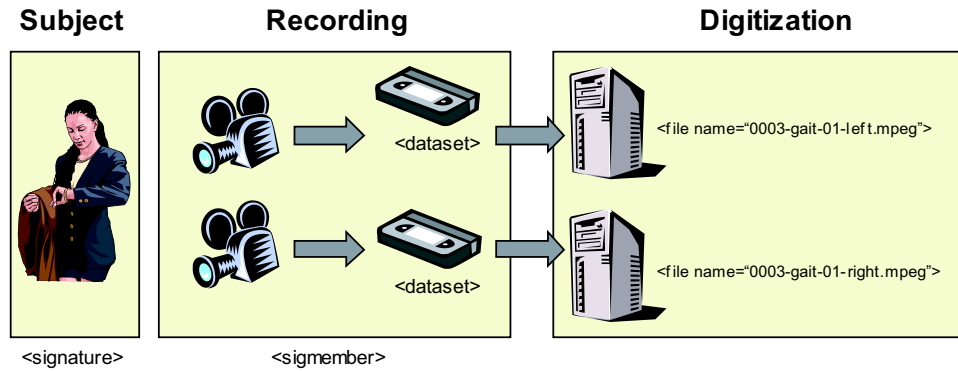 Subject
Recording
Digitization
<dataset>
<file name=“0003-gait-01-left.mpeg”>
<dataset>
<file name=“0003-gait-01-right.mpeg”>
<signature>
<sigmember>